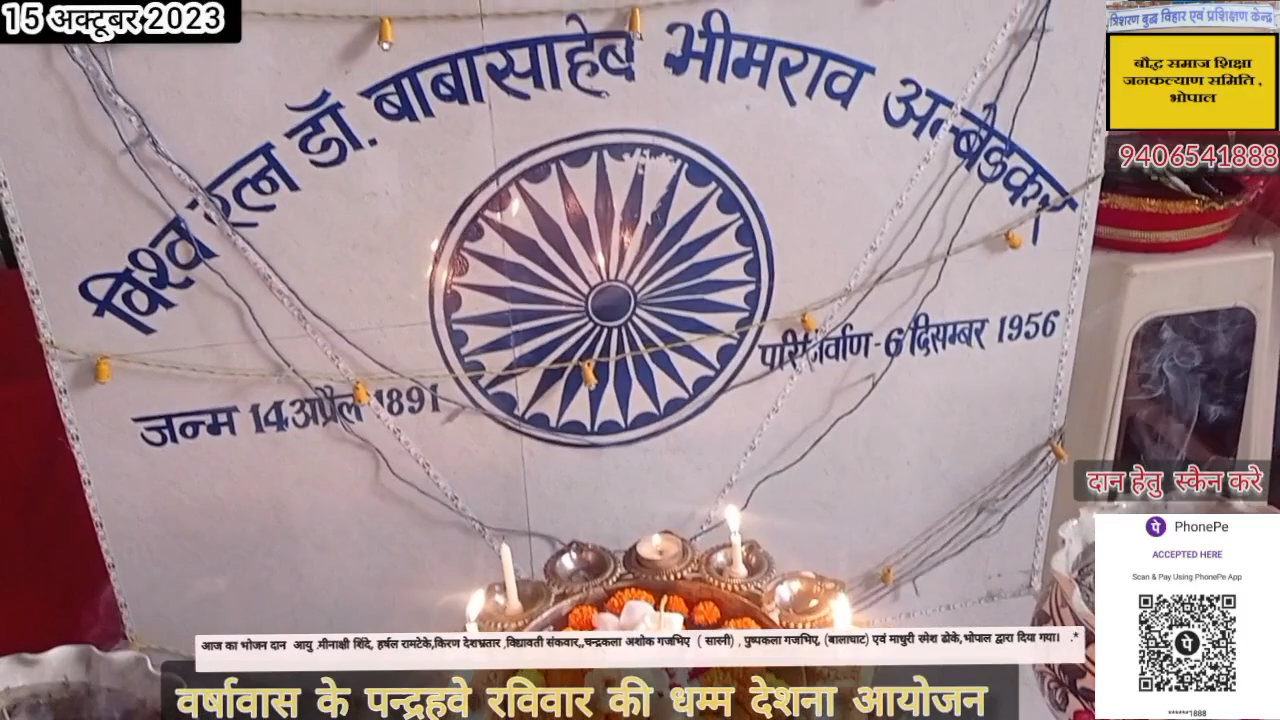 15 अक्टूबर 2023
त्रिशरण बुद्ध विहार एवं प्रशिक्षण केन्द्र
बौद्ध समाज शिक्षा
जनकल्याण समिति ,
भोपाल
9406541888
विश्व रत्न डॉ. बाबासाहेब भीमराव अम्बेडकर
जन्म 14 अप्रैल 1891
परिनिर्वाण - 6 दिसम्बर 1956
दान हेतु स्कैन करे
PhonePe
ACCEPTED HERE
Scan & Pay Using PhonePe App
******1888
आज का भोजन दान आयु .मीनाक्षी शिंदे, हर्षल रामटेके,किरण देशभ्रतार ,विद्यावती संकवार,,चन्द्रकला अशोक गजभिए ( सास्नी) , पुष्पकला गजभिए, (बालाघाट) एवं माधुरी रमेश ढोके,भोपाल द्वारा दिया गया। .*
वर्षावास के पन्द्रहवे रविवार की धम्म देशना आयोजन